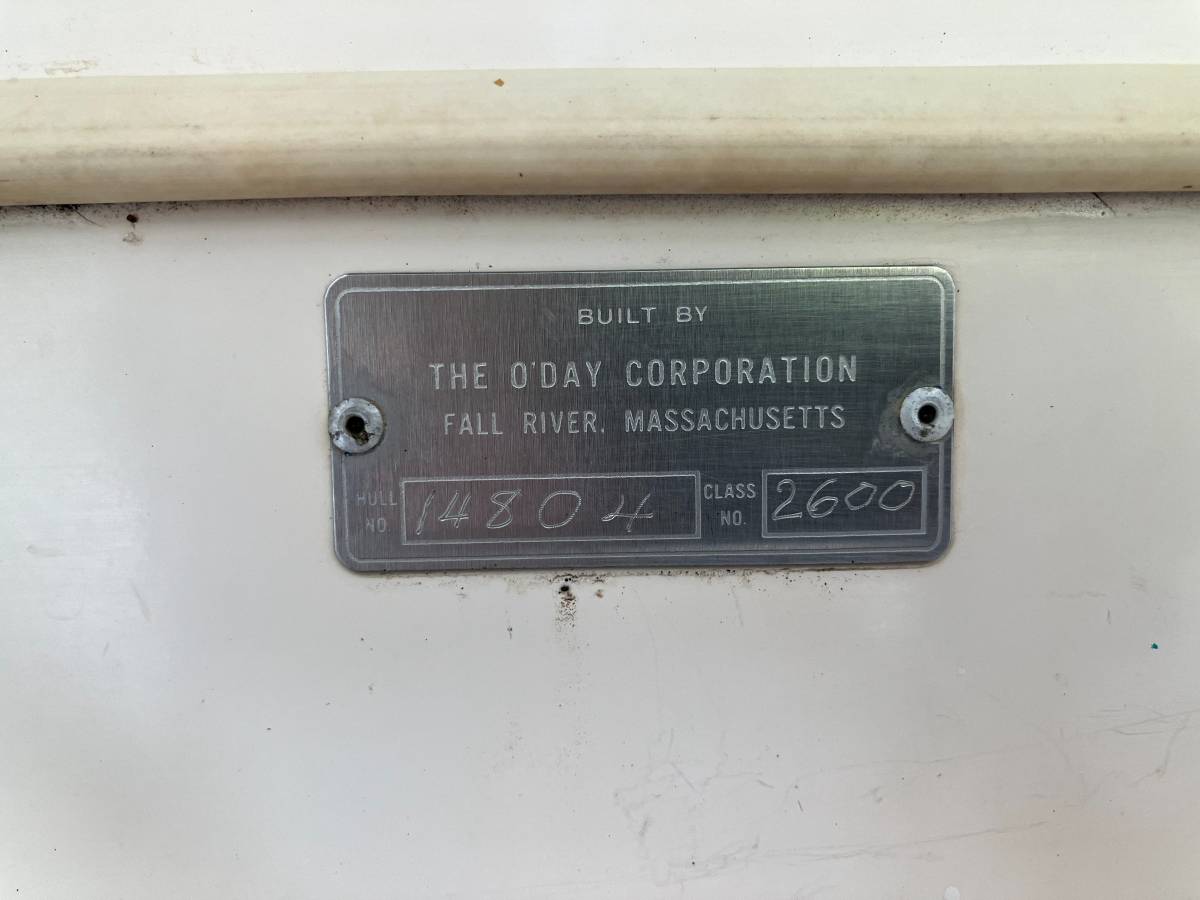 BUILT BY
THE O'DAY CORPORATION
FALL RIVER, MASSACHUSETTS
HULL NO. 14804 CLASS NO. 2600